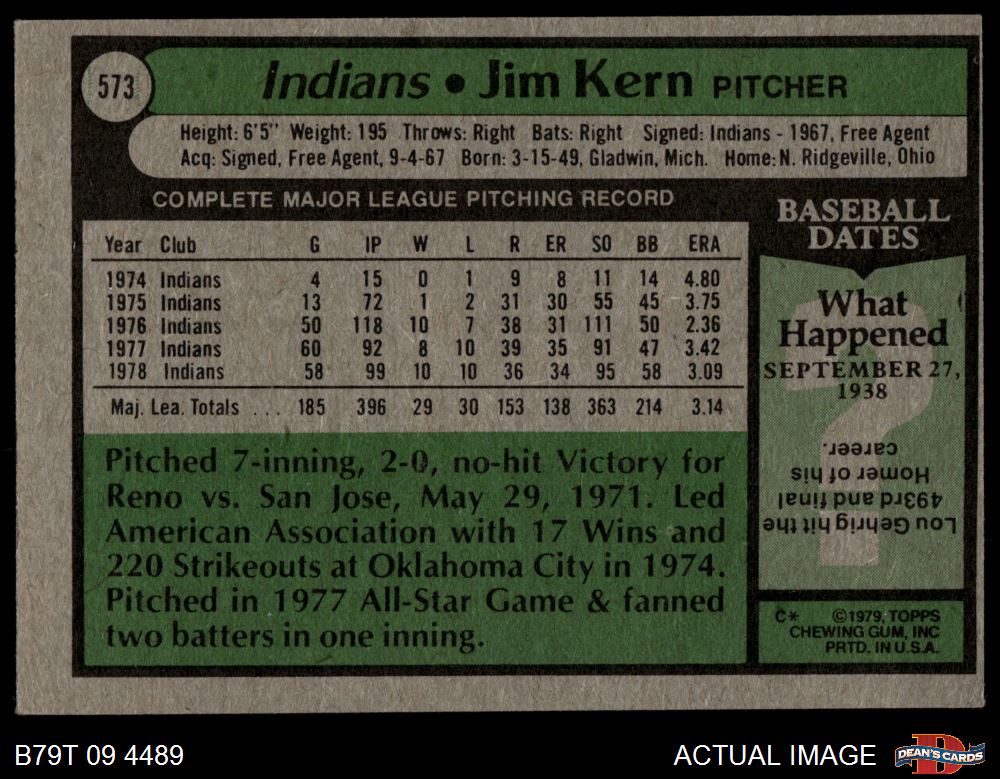 573
Indians • Jim Kern PITCHER
Height: 6'5" Weight: 195 Throws: Right Bats: Right Signed: Indians - 1967, Free Agent
Acq: Signed, Free Agent, 9-4-67 Born: 3-15-49, Gladwin, Mich. Home: N. Ridgeville, Ohio
COMPLETE MAJOR LEAGUE PITCHING RECORD
Year Club G IP W L R ER SO BB ERA
1974 Indians 4 15 0 1 9 8 11 14 4.80
1975 Indians 13 72 1 2 31 30 55 45 3.75
1976 Indians 50 118 10 7 38 31 111 50 2.36
1977 Indians 60 92 8 10 39 35 91 47 3.42
1978 Indians 58 99 10 10 36 34 95 58 3.09
Maj. Lea. Totals . . . 185 396 29 30 153 138 363 214 3.14
Pitched 7-inning, 2-0, no-hit Victory for
Reno vs. San Jose, May 29, 1971. Led
American Association with 17 Wins and
220 Strikeouts at Oklahoma City in 1974.
Pitched in 1977 All-Star Game & fanned
two batters in one inning.
BASEBALL
DATES
What
Happened
SEPTEMBER 27,
1938
Lou Gehrig hit the
493rd and final
Homer of his
career.
C* ©1979, TOPPS
CHEWING GUM, INC
PRTD. IN U.S.A.
B79T 09 4489
ACTUAL IMAGE
DEAN'S CARDS